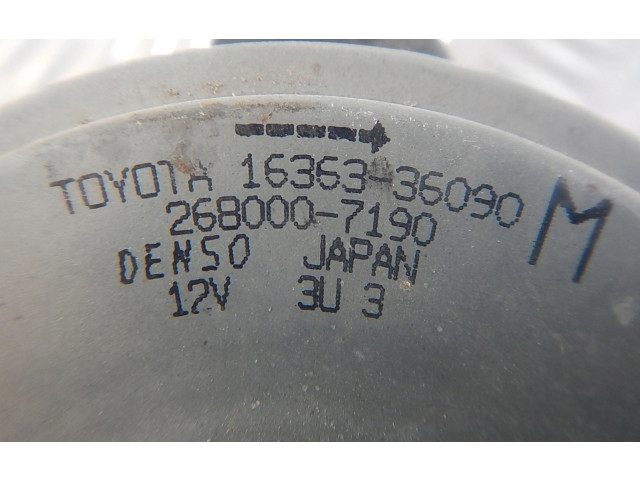 TOYOTA 16363-36090
268000-7190
DENSO JAPAN
12V 3U 3
M